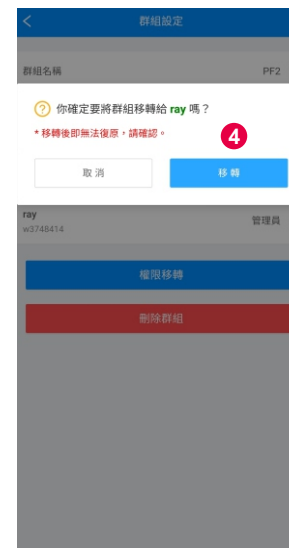 群組設定
群組名稱 PF2
? 你確定要將群組移轉給 ray 嗎？
* 移轉後即無法復原，請確認。
4
取 消 移 轉
ray 管理員
w3748414
權限移轉
刪除群組